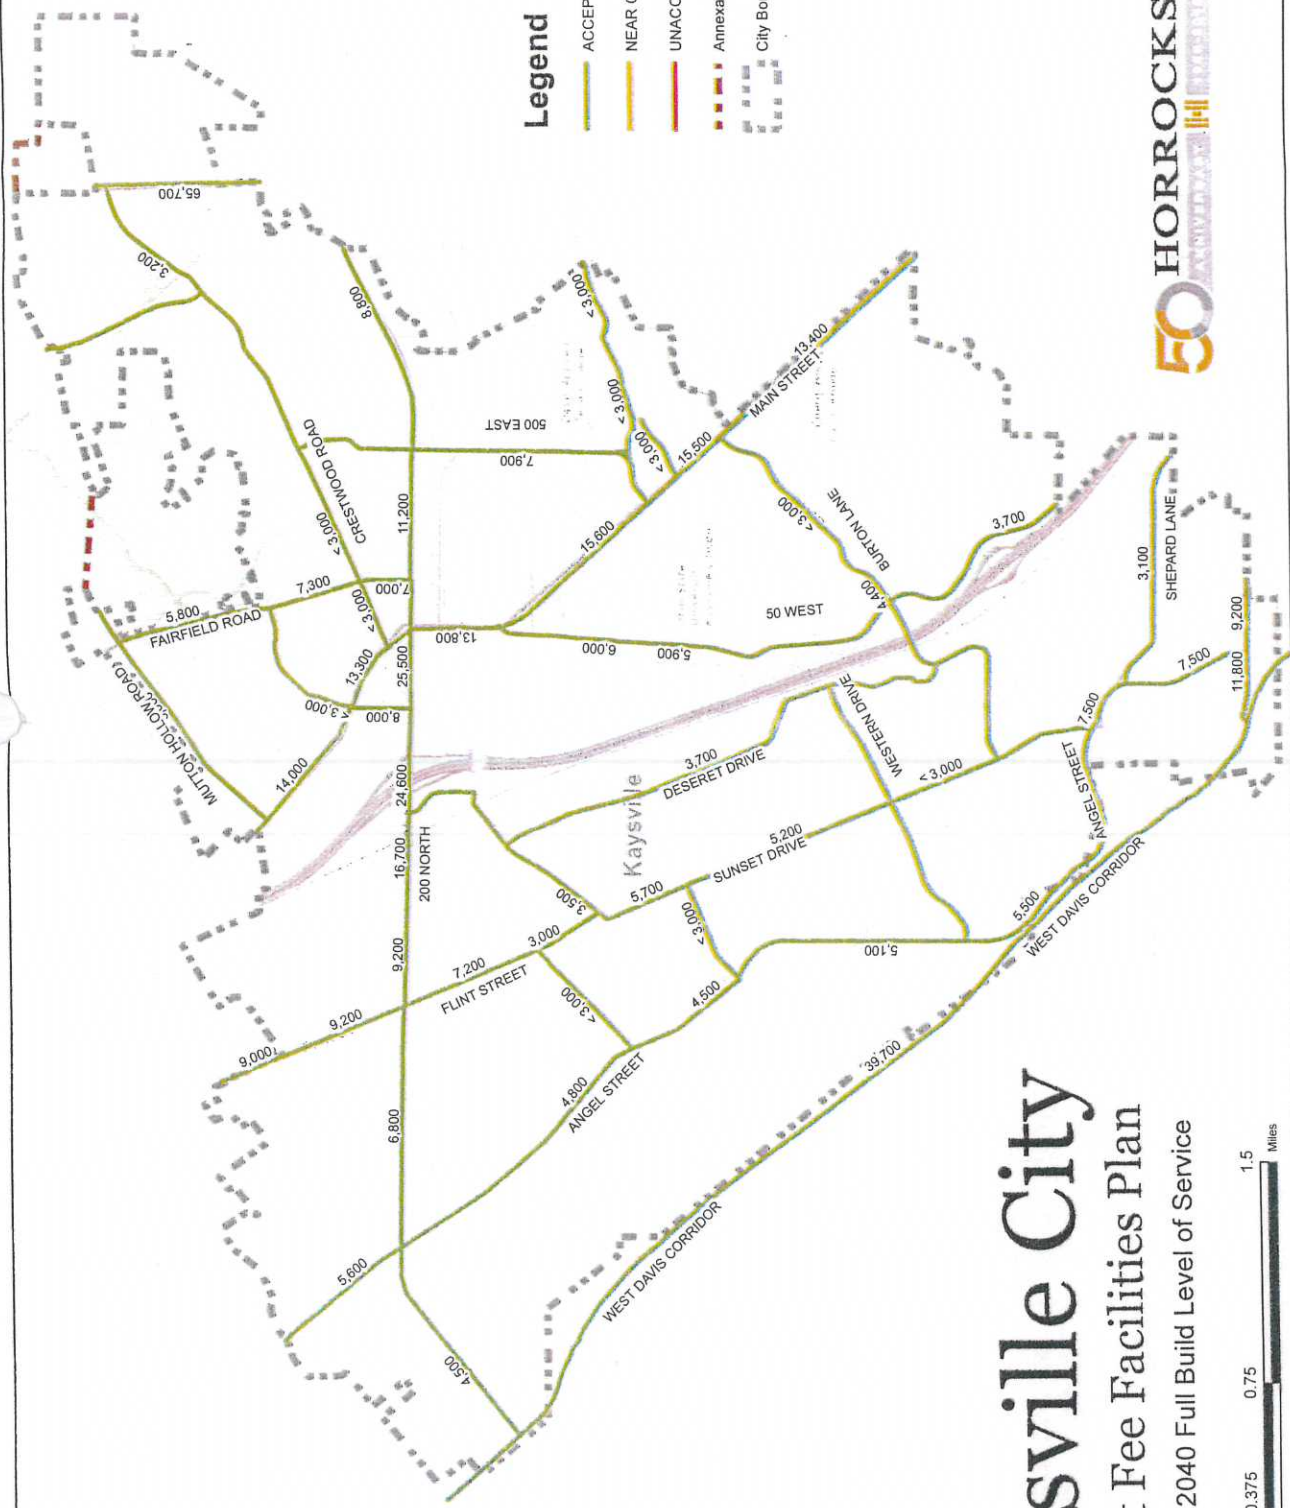 Legend
ACCEP
NEAR
UNACC
Annexa
City Bo
50 HORROCKS
65,700
3,200
8,800
< 3,000
< 3,000
< 3,000
500 EAST
7,900
CRESTWOOD ROAD
< 3,000
11,200
13,400
MAIN STREET
15,500
15,600
7,300
7,000
5,800
FAIRFIELD ROAD
< 3,000
MUTTON HOLLOW ROAD
13,300
< 3,000
8,000
25,500
13,800
14,000
< 3,000
BURTON LANE
4,400
3,700
50 WEST
6,000
5,900
3,100
SHEPARD LANE
9,200
11,800
7,500
7,500
24,600
16,700
200 NORTH
Kaysville
3,700
DESERET DRIVE
WESTERN DRIVE
< 3,000
ANGEL STREET
5,200
SUNSET DRIVE
5,700
3,500
3,000
9,200
7,200
FLINT STREET
9,200
9,000
< 3,000
< 3,000
4,500
5,100
5,500
WEST DAVIS CORRIDOR
4,800
ANGEL STREET
6,800
39,700
WEST DAVIS CORRIDOR
5,600
4,500
sville City
Fee Facilities Plan
2040 Full Build Level of Service
0.375 0.75 1.5
Miles